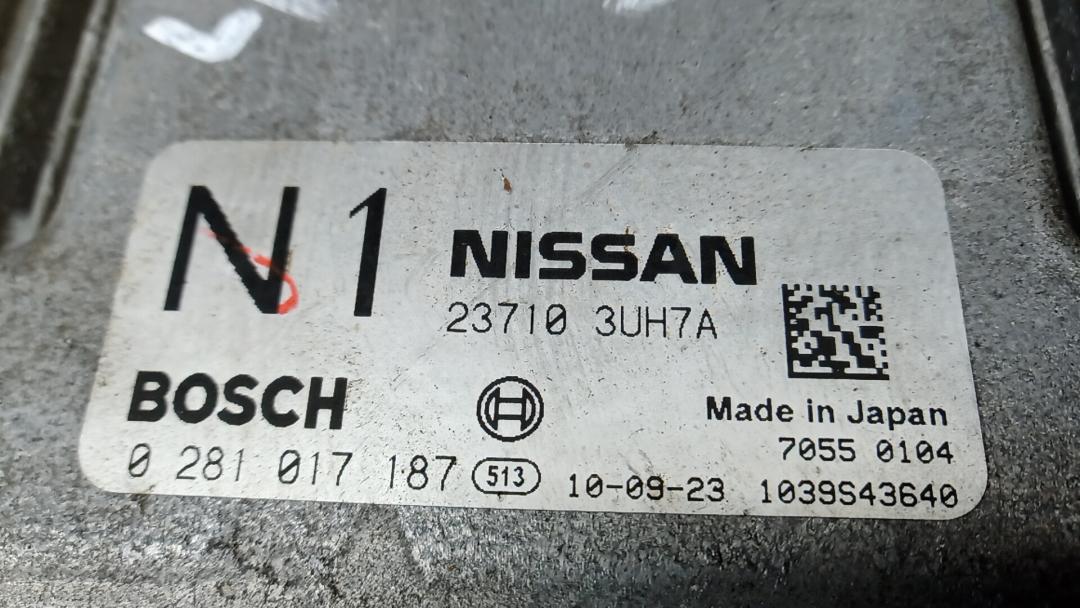 N1
NISSAN
23710 3UH7A
BOSCH
Made in Japan
7055 0104
0 281 017 187 513 10-09-23 1039S43640